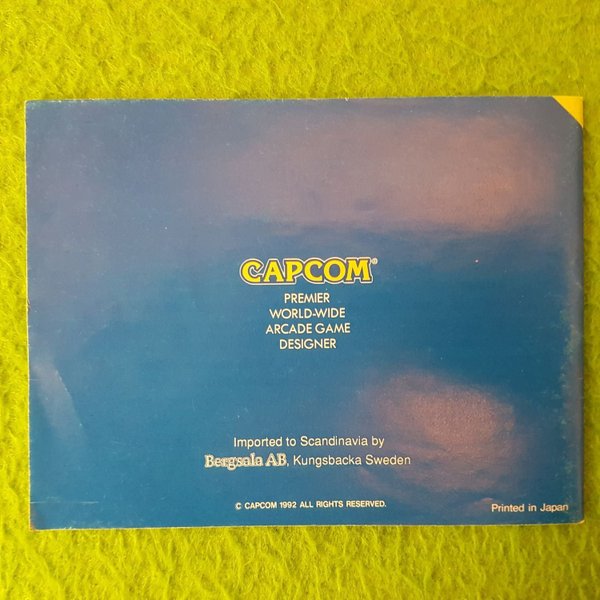 CAPCOM®
PREMIER
WORLD-WIDE
ARCADE GAME
DESIGNER
Imported to Scandinavia by
Bergsala AB, Kungsbacka Sweden
© CAPCOM 1992 ALL RIGHTS RESERVED.
Printed in Japan